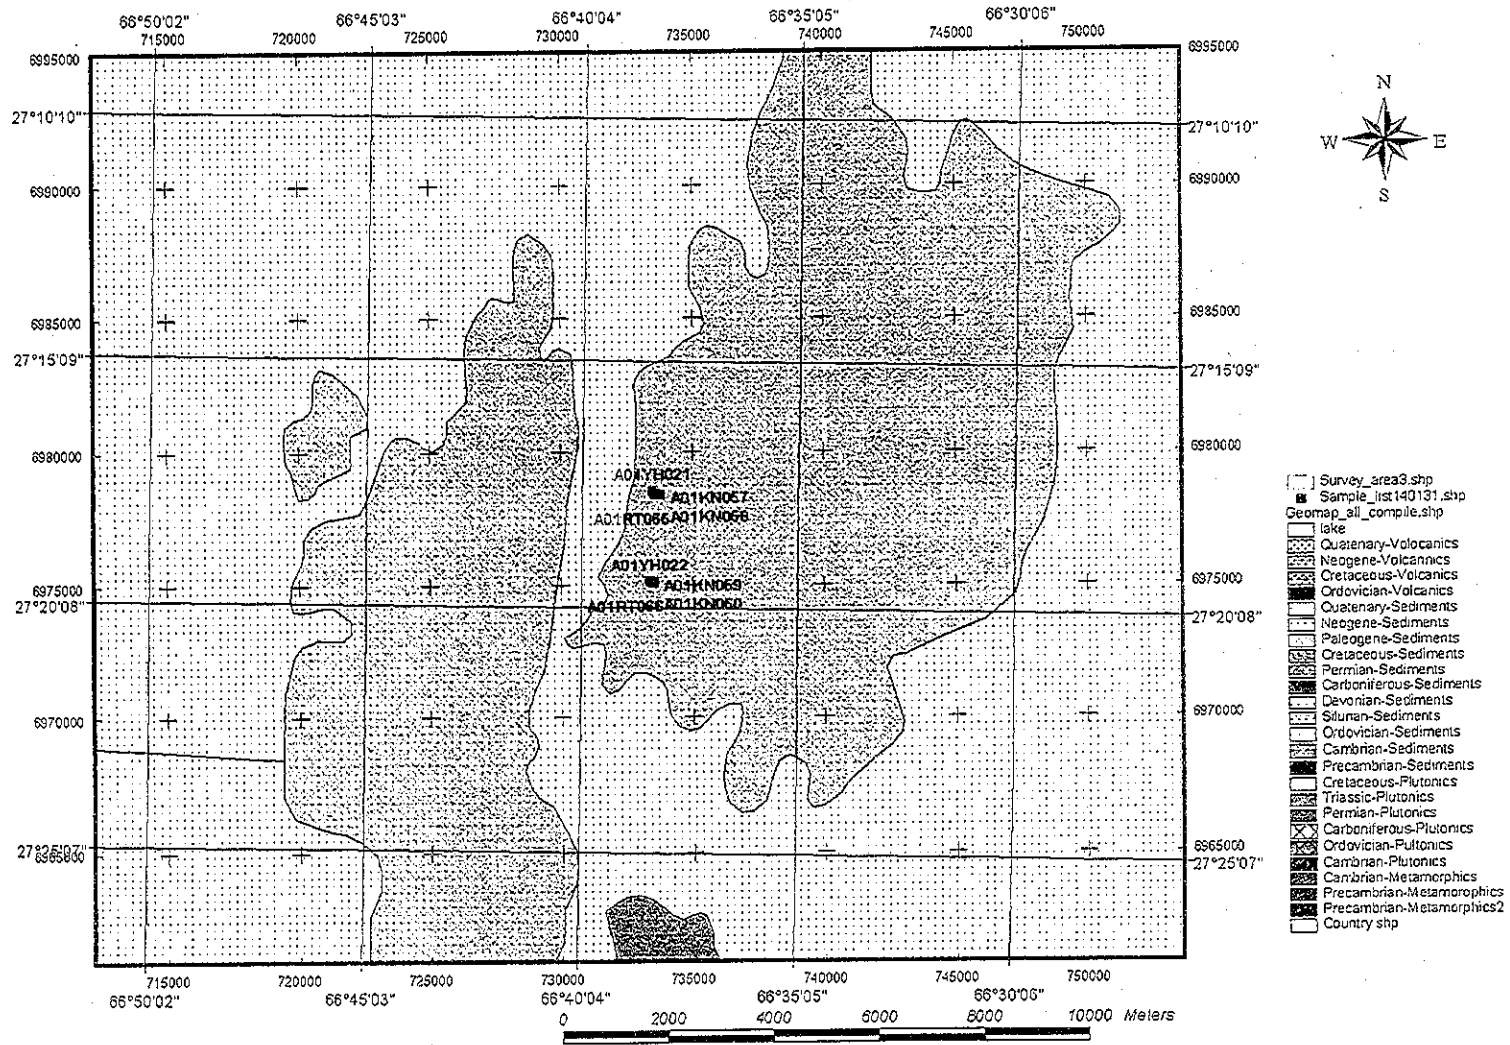 66°50'02" 66°45'03" 66°40'04" 66°35'05" 66°30'06"
715000 720000 725000 730000 735000 740000 745000 750000
6995000 6995000
27°10'10" 27°10'10"
6990000 6990000
6985000 6985000
27°15'09" 27°15'09"
6980000 6980000
6975000 6975000
27°20'08" 27°20'08"
6970000 6970000
6965000
27°25'07"
27°25'07"
715000 720000 725000 730000 735000 740000 745000 750000
66°50'02" 66°45'03" 66°40'04" 66°35'05" 66°30'06"
0 2000 4000 6000 8000 10000 Meters
A01YH021
A01KN057
A01RT065 A01KN058
A01YH022
A01KN059
A01RT066 A01KN060
N
W E
S
Survey_area3.shp
Sample_list140131.shp
Geomap_all_compile.shp
lake
Quaternary-Volocanics
Neogene-Volcannics
Cretaceous-Volcanics
Ordovician-Volcanics
Quaternary-Sediments
Neogene-Sediments
Paleogene-Sediments
Cretaceous-Sediments
Permian-Sediments
Carboniferous-Sediments
Devonian-Sediments
Silurian-Sediments
Ordovician-Sediments
Cambrian-Sediments
Precambrian-Sediments
Cretaceous-Plutonics
Triassic-Plutonics
Permian-Plutonics
Carboniferous-Plutonics
Ordovician-Pultonics
Cambrian-Plutonics
Cambrian-Metamorphics
Precambrian-Metamorophics
Precambrian-Metamorphics2
Country shp